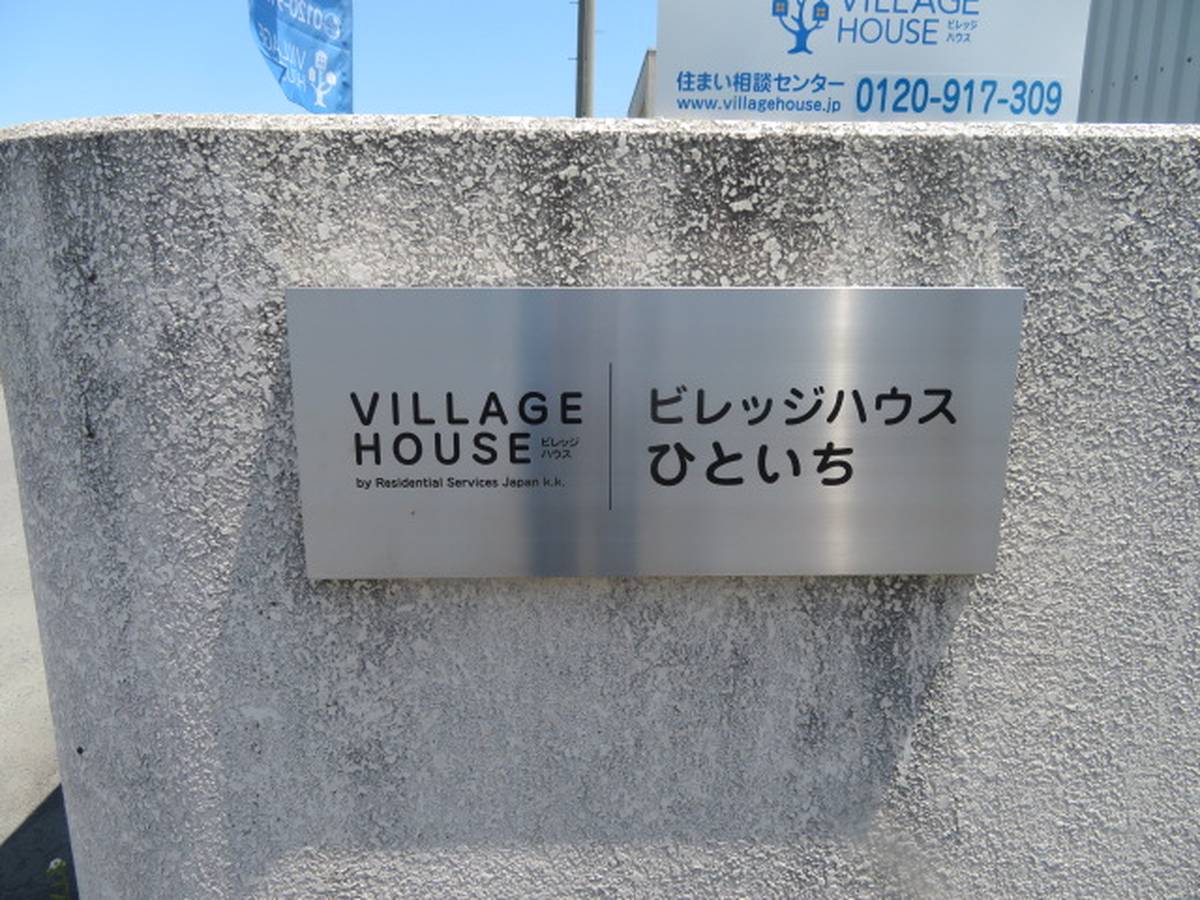 VILLAGE
HOUSE ビレッジ
ハウス
住まい相談センター
www.villagehouse.jp 0120-917-309
VILLAGE
HOUSE ビレッジ
ハウス
by Residential Services Japan k.k.
ビレッジハウス
ひといち